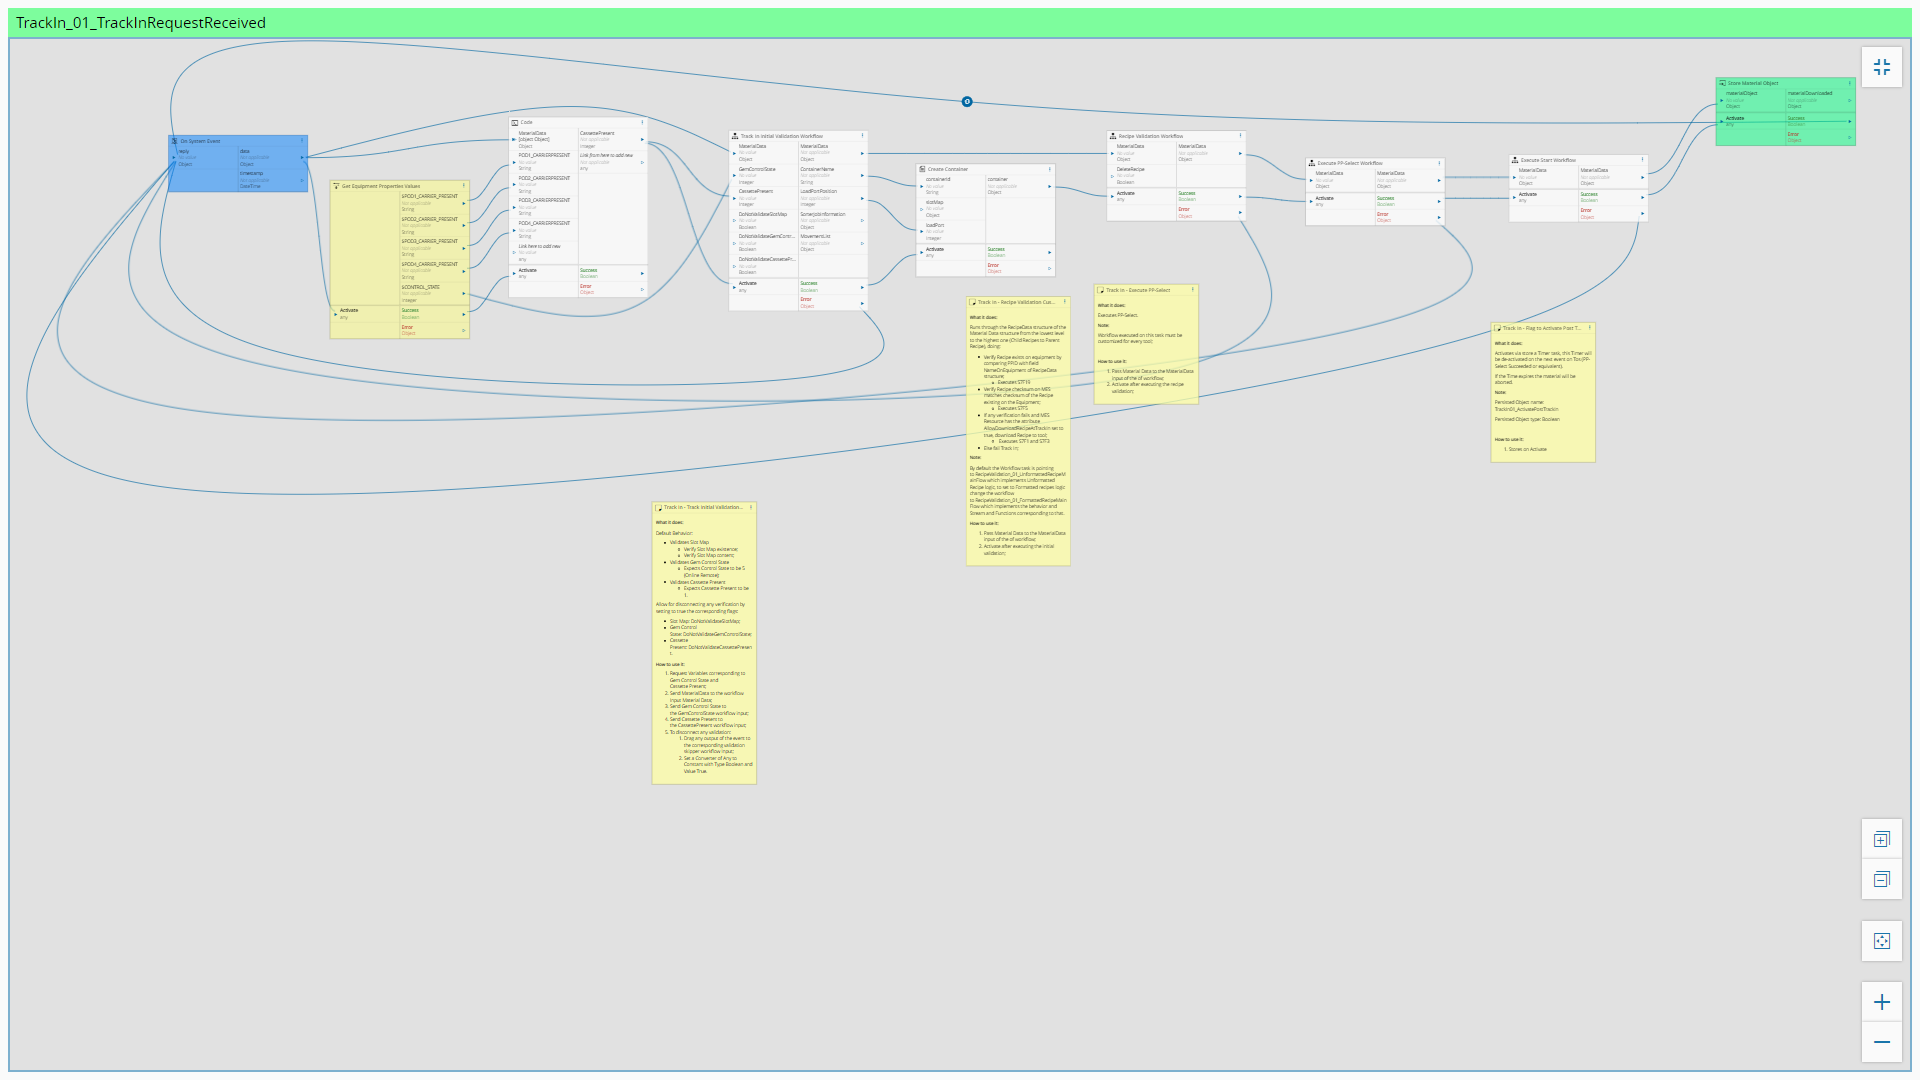 TrackIn_01_TrackInRequestReceived
On System Event
reply
No value
Object
data
Not applicable
Object
timestamp
Not applicable
DateTime
Get Equipment Properties Values
$POD1_CARRIER_PRESENT
Not applicable
String
$POD2_CARRIER_PRESENT
Not applicable
String
$POD3_CARRIER_PRESENT
Not applicable
String
$POD4_CARRIER_PRESENT
Not applicable
String
$CONTROL_STATE
Not applicable
Integer
Activate
any
Success
Boolean
Error
Object
Code
MaterialData
[object Object]
Object
POD1_CARRIERPRESENT
No value
String
POD2_CARRIERPRESENT
No value
String
POD3_CARRIERPRESENT
No value
String
POD4_CARRIERPRESENT
No value
String
Link from here to add new
No value
any
CassettePresent
Not applicable
Integer
Link from here to add new
Not applicable
any
Activate
any
Success
Boolean
Error
Object
Track In Initial Validation Workflow
MaterialData
No value
Object
GemControlState
No value
Integer
CassettePresent
No value
Integer
DoNotValidateSlotMap
No value
Boolean
DoNotValidateGemContr...
No value
Boolean
DoNotValidateCassettePr...
No value
Boolean
MaterialData
Not applicable
Object
ContainerName
Not applicable
String
LoadPortPosition
Not applicable
Integer
SorterJobInformation
Not applicable
Object
MovementList
Not applicable
Object
Activate
any
Success
Boolean
Error
Object
Create Container
containerId
No value
String
slotMap
No value
Object
loadPort
No value
Integer
container
Not applicable
Object
Activate
any
Success
Boolean
Error
Object
Recipe Validation Workflow
MaterialData
No value
Object
DeleteRecipe
No value
Boolean
MaterialData
Not applicable
Object
Activate
any
Success
Boolean
Error
Object
Execute PP-Select Workflow
MaterialData
No value
Object
MaterialData
Not applicable
Object
Activate
any
Success
Boolean
Error
Object
Execute Start Workflow
MaterialData
No value
Object
MaterialData
Not applicable
Object
Activate
any
Success
Boolean
Error
Object
Store Material Object
materialObject
No value
Object
materialDownloaded
Not applicable
Object
Activate
any
Success
Boolean
Error
Object
Track In - Recipe Validation Cus...
What it does:
Runs through the RecipeData structure of the
Material Data structure from the lowest level
to the highest one (Child Recipes to Parent
Recipe), doing:
Verify Recipe exists on equipment by
comparing PPID with field
NameOnEquipment of RecipeData
structure;
Executes S7F19
Verify Recipe checksum on MES
matches checksum of the Recipe
existing on the Equipment;
Executes S7F5
If any verification fails and MES
Resource has the attribute
AllowDownloadRecipeAtTrackIn set to
true, download Recipe to tool:
Executes S7F1 and S7F3
Else fail Track In;
Note:
By default the Workflow task is pointing
to RecipeValidation_01_UnformattedRecipeM
ainFlow which implements Unformatted
Recipe logic, to set to Formatted recipes logic
change the workflow
to RecipeValidation_01_FormattedRecipeMain
Flow which implements the behavior and
Stream and Functions corresponding to that.
How to use it:
1. Pass Material Data to the MaterialData
input of the of workflow;
2. Activate after executing the initial
validation;
Track In - Execute PP-Select
What it does:
Executes PP-Select.
Note:
Workflow executed on this task must be
customized for every tool;
How to use it:
1. Pass Material Data to the MaterialData
input of the of workflow;
2. Activate after executing the recipe
validation;
Track In - Flag to Activate Post T...
What it does:
Activates via store a Timer task, this Timer will
be deactivated on the next event on Tos (PP-
Select Succeeded or equivalent).
If the Time expires the material will be
aborted.
Note:
Persisted Object name:
TrackIn01_ActivatePostTrackIn
Persisted Object type: Boolean
How to use it:
1. Stores on Activate
Track In - Track Initial Validation...
What it does:
Default Behavior:
Validates Slot Map
Verify Slot Map existence;
Verify Slot Map content;
Validates Gem Control State
Expects Control State to be 5
(Online Remote)
Validates Cassette Present
Expects Cassette Present to be
1.
Allow for disconnecting any verification by
setting to true the corresponding flags:
Slot Map: DoNotValidateSlotMap;
Gem Control
State: DoNotValidateGemControlState;
Cassette
Present: DoNotValidateCassettePresen
t.
How to use it:
1. Request Variables corresponding to
Gem Control State and
Cassette Present;
2. Send MaterialData to the workflow
input Material Data;
3. Send Gem Control State to
the GemControlState workflow input;
4. Send Cassette Present to
the CassettePresent workflow input;
5. To disconnect any validation:
1. Drag any output of the event to
the corresponding validation
skipper workflow input;
2. Set a Converter of Any to
Constant with Type Boolean and
Value True.